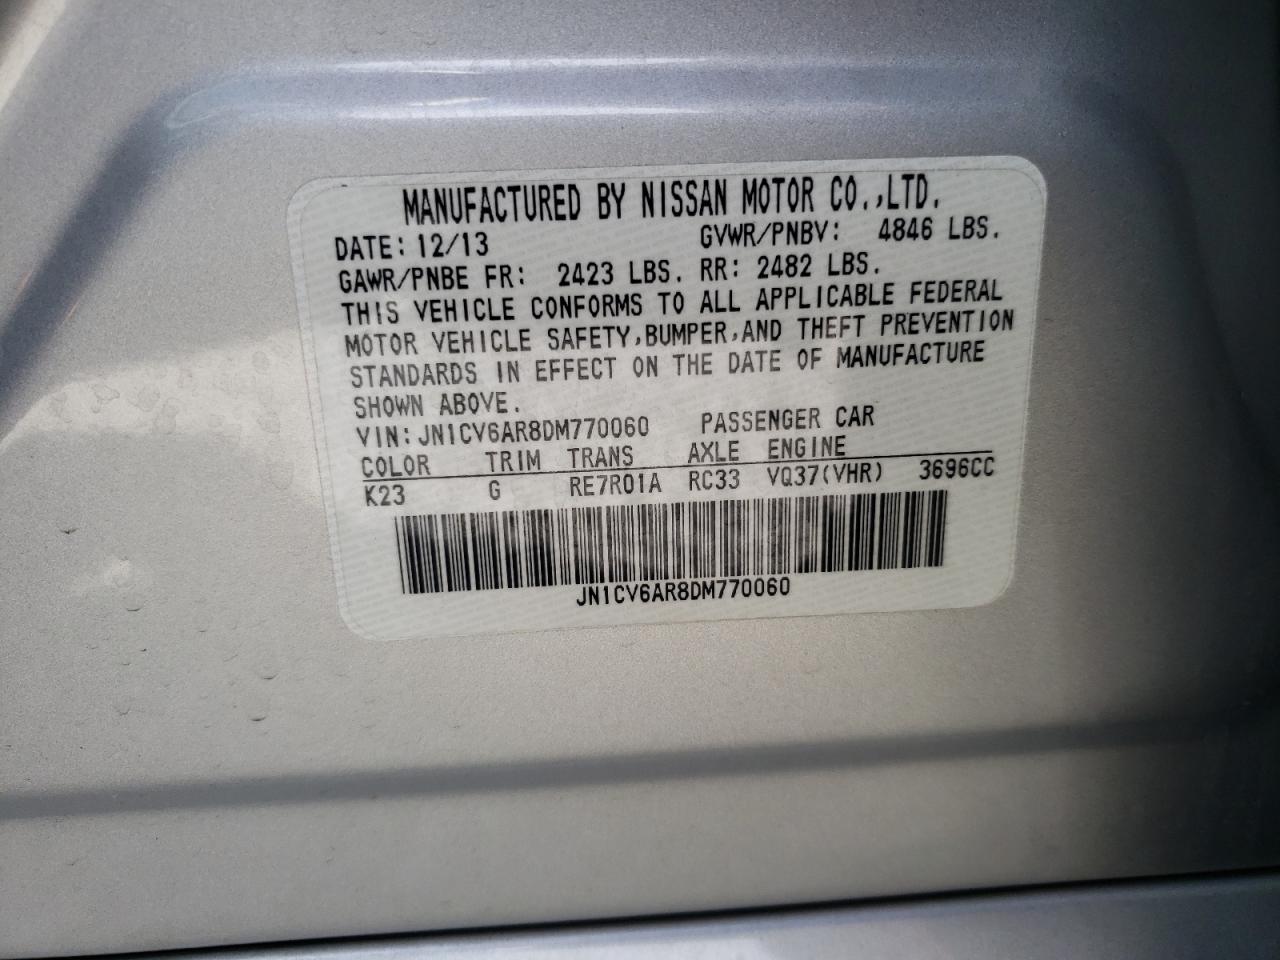 MANUFACTURED BY NISSAN MOTOR CO.,LTD.
DATE: 12/13 GVWR/PNBV: 4846 LBS.
GAWR/PNBE FR: 2423 LBS. RR: 2482 LBS.
THIS VEHICLE CONFORMS TO ALL APPLICABLE FEDERAL
MOTOR VEHICLE SAFETY,BUMPER,AND THEFT PREVENTION
STANDARDS IN EFFECT ON THE DATE OF MANUFACTURE
SHOWN ABOVE.
VIN:JN1CV6AR8DM770060 PASSENGER CAR
COLOR TRIM TRANS AXLE ENGINE
K23 G RE7R01A RC33 VQ37(VHR) 3696CC
JN1CV6AR8DM770060